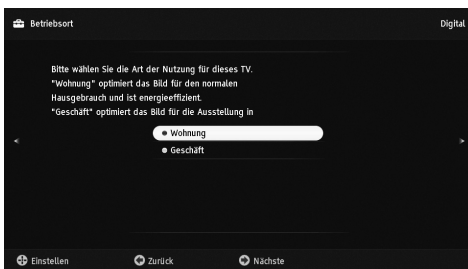 Betriebsort
Digital
Bitte wählen Sie die Art der Nutzung für dieses TV.
"Wohnung" optimiert das Bild für den normalen
Hausgebrauch und ist energieeffizient.
"Geschäft" optimiert das Bild für die Ausstellung in
Wohnung
Geschäft
Einstellen Zurück Nächste